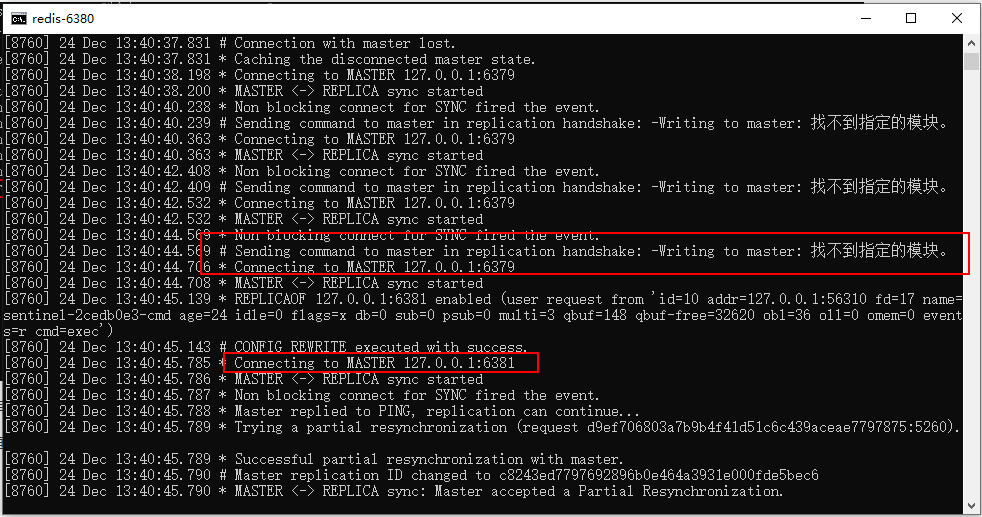 redis-6380
[8760] 24 Dec 13:40:37.831 # Connection with master lost.
[8760] 24 Dec 13:40:37.831 * Caching the disconnected master state.
[8760] 24 Dec 13:40:38.198 * Connecting to MASTER 127.0.0.1:6379
[8760] 24 Dec 13:40:38.200 * MASTER <-> REPLICA sync started
[8760] 24 Dec 13:40:40.238 * Non blocking connect for SYNC fired the event.
[8760] 24 Dec 13:40:40.239 # Sending command to master in replication handshake: -Writing to master: 找不到指定的模块。
[8760] 24 Dec 13:40:40.363 * Connecting to MASTER 127.0.0.1:6379
[8760] 24 Dec 13:40:40.363 * MASTER <-> REPLICA sync started
[8760] 24 Dec 13:40:42.408 * Non blocking connect for SYNC fired the event.
[8760] 24 Dec 13:40:42.409 # Sending command to master in replication handshake: -Writing to master: 找不到指定的模块。
[8760] 24 Dec 13:40:42.532 * Connecting to MASTER 127.0.0.1:6379
[8760] 24 Dec 13:40:42.532 * MASTER <-> REPLICA sync started
[8760] 24 Dec 13:40:44.569 * Non blocking connect for SYNC fired the event.
[8760] 24 Dec 13:40:44.569 # Sending command to master in replication handshake: -Writing to master: 找不到指定的模块。
[8760] 24 Dec 13:40:44.706 * Connecting to MASTER 127.0.0.1:6379
[8760] 24 Dec 13:40:44.708 * MASTER <-> REPLICA sync started
[8760] 24 Dec 13:40:45.139 * REPLICAOF 127.0.0.1:6381 enabled (user request from 'id=10 addr=127.0.0.1:56310 fd=17 name=
sentinel-2cedb0e3-cmd age=24 idle=0 flags=x db=0 sub=0 psub=0 multi=3 qbuf=148 qbuf-free=32620 obl=36 oll=0 omem=0 event
s=r cmd=exec')
[8760] 24 Dec 13:40:45.143 # CONFIG REWRITE executed with success.
[8760] 24 Dec 13:40:45.785 * Connecting to MASTER 127.0.0.1:6381
[8760] 24 Dec 13:40:45.786 * MASTER <-> REPLICA sync started
[8760] 24 Dec 13:40:45.787 * Non blocking connect for SYNC fired the event.
[8760] 24 Dec 13:40:45.788 * Master replied to PING, replication can continue...
[8760] 24 Dec 13:40:45.789 * Trying a partial resynchronization (request d9ef706803a7b9b4f41d51c6c439aceae7797875:5260).
[8760] 24 Dec 13:40:45.789 * Successful partial resynchronization with master.
[8760] 24 Dec 13:40:45.790 # Master replication ID changed to c8243ed7797692896b0e464a3931e000fde5bec6
[8760] 24 Dec 13:40:45.790 * MASTER <-> REPLICA sync: Master accepted a Partial Resynchronization.